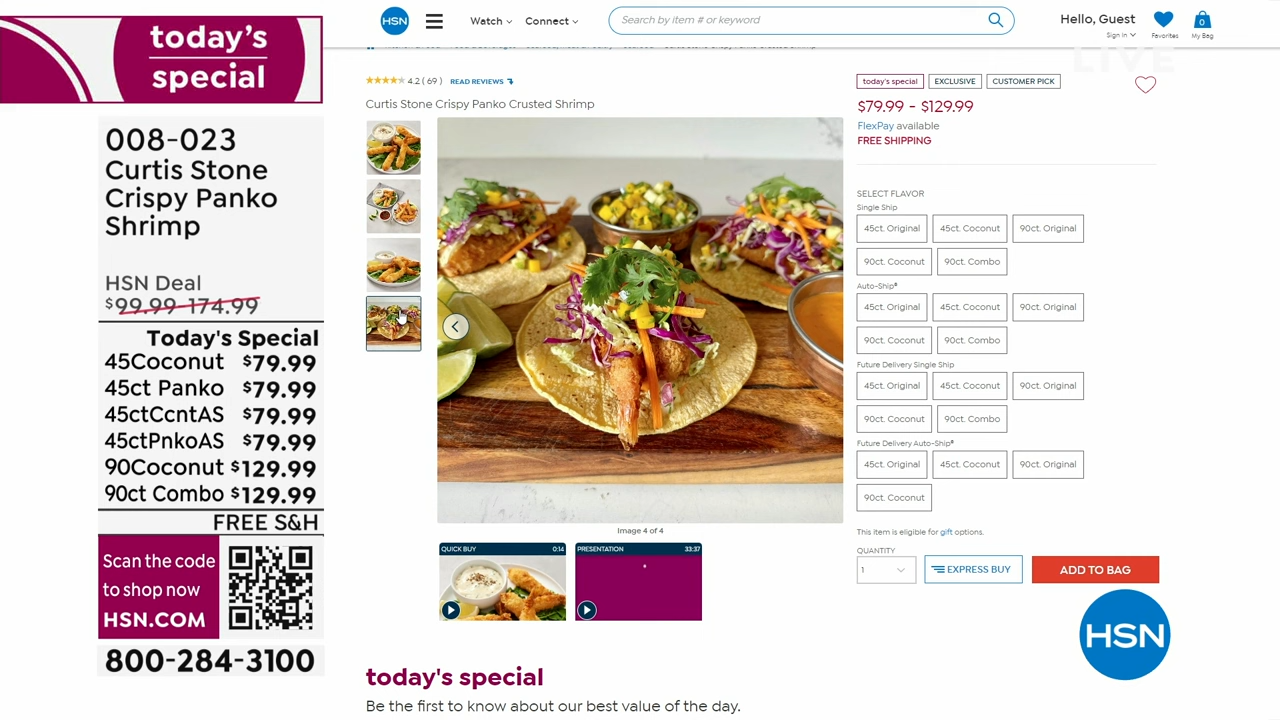 today's
special
008-023
Curtis Stone
Crispy Panko
Shrimp
HSN Deal
$99.99-174.99
Today's Special
45Coconut $79.99
45ct Panko $79.99
45ctCcntAS $79.99
45ctPnkoAS $79.99
90Coconut $129.99
90ct Combo $129.99
FREE S&H
Scan the code
to shop now
HSN.COM
800-284-3100
HSN
Watch
Connect
Search by item # or keyword
Hello, Guest
Sign In
Favorites
0
My Bag
LIVE
4.2 (69) READ REVIEWS
Curtis Stone Crispy Panko Crusted Shrimp
Image 4 of 4
QUICK BUY 0:14
PRESENTATION 33:37
today's special EXCLUSIVE CUSTOMER PICK
$79.99 - $129.99
FlexPay available
FREE SHIPPING
SELECT FLAVOR
Single Ship
45ct. Original 45ct. Coconut 90ct. Original
90ct. Coconut 90ct. Combo
Auto-Ship®
45ct. Original 45ct. Coconut 90ct. Original
90ct. Coconut 90ct. Combo
Future Delivery Single Ship
45ct. Original 45ct. Coconut 90ct. Original
90ct. Coconut 90ct. Combo
Future Delivery Auto-Ship®
45ct. Original 45ct. Coconut 90ct. Original
90ct. Coconut
This item is eligible for gift options.
QUANTITY
1 EXPRESS BUY ADD TO BAG
HSN
today's special
Be the first to know about our best value of the day.